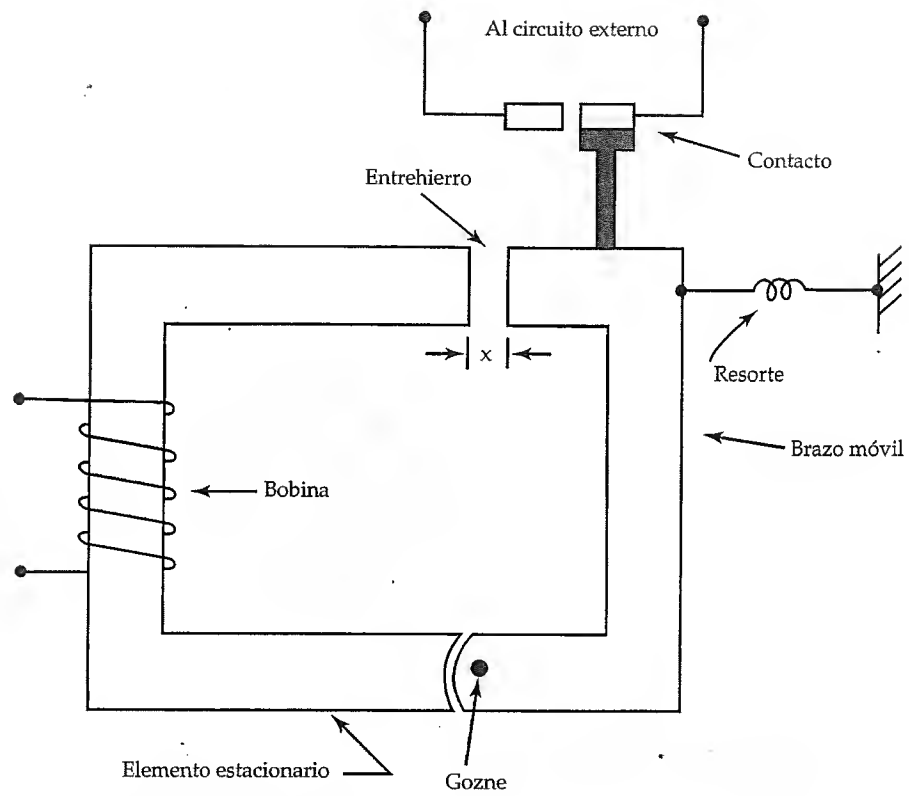 Al circuito externo
Contacto
Entrehierro
x
Resorte
Brazo móvil
Bobina
Elemento estacionario
Gozne